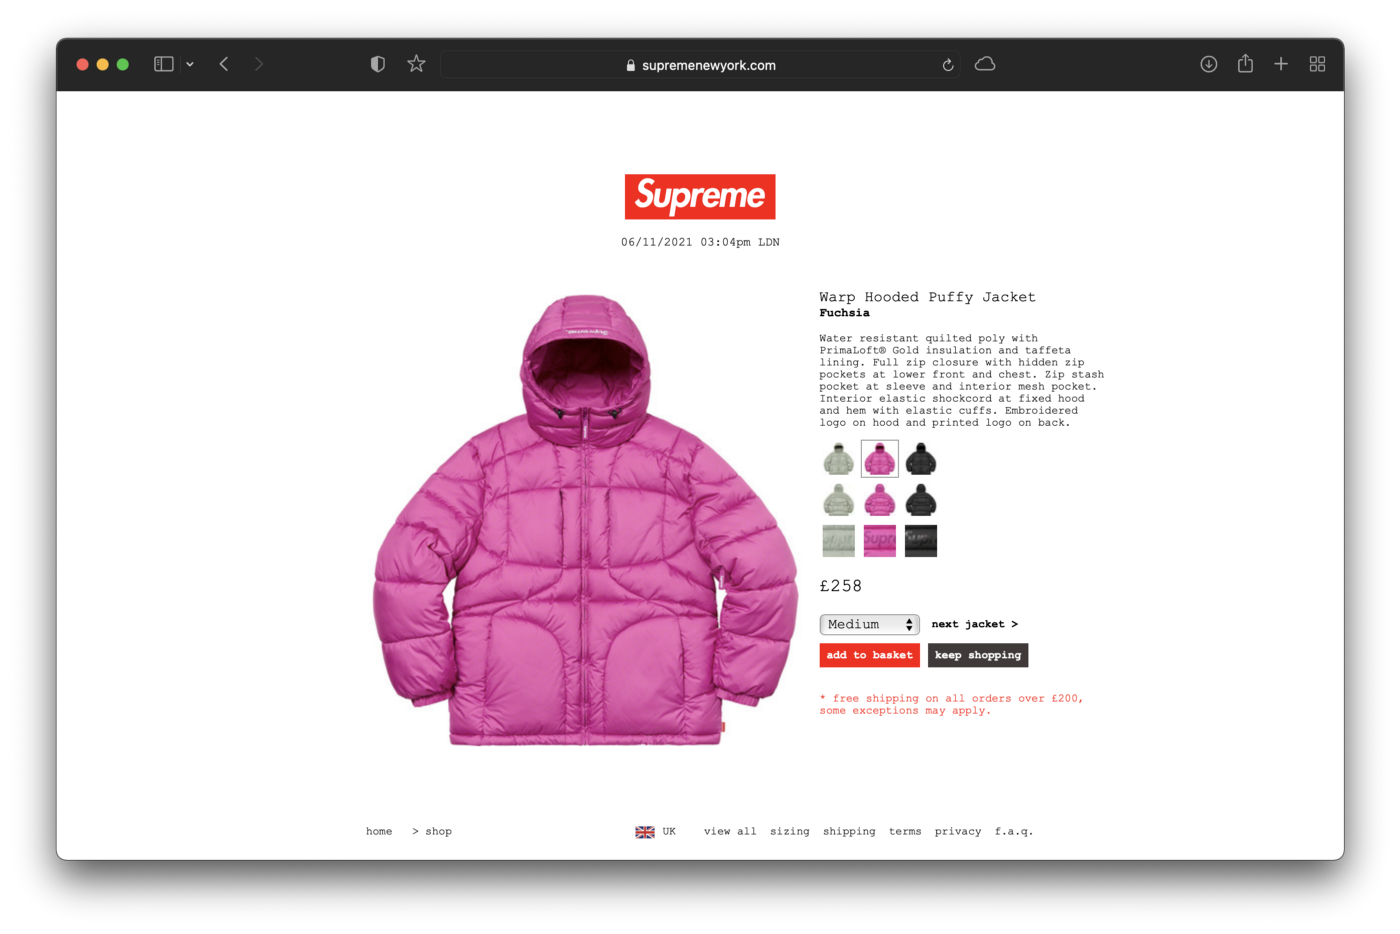 supremenewyork.com
Supreme
06/11/2021 03:04pm LDN
Warp Hooded Puffy Jacket
Fuchsia
Water resistant quilted poly with
PrimaLoft® Gold insulation and taffeta
lining. Full zip closure with hidden zip
pockets at lower front and chest. Zip stash
pocket at sleeve and interior mesh pocket.
Interior elastic shockcord at fixed hood
and hem with elastic cuffs. Embroidered
logo on hood and printed logo on back.
£258
Medium
next jacket >
add to basket
keep shopping
* free shipping on all orders over £200,
some exceptions may apply.
home > shop
UK view all sizing shipping terms privacy f.a.q.